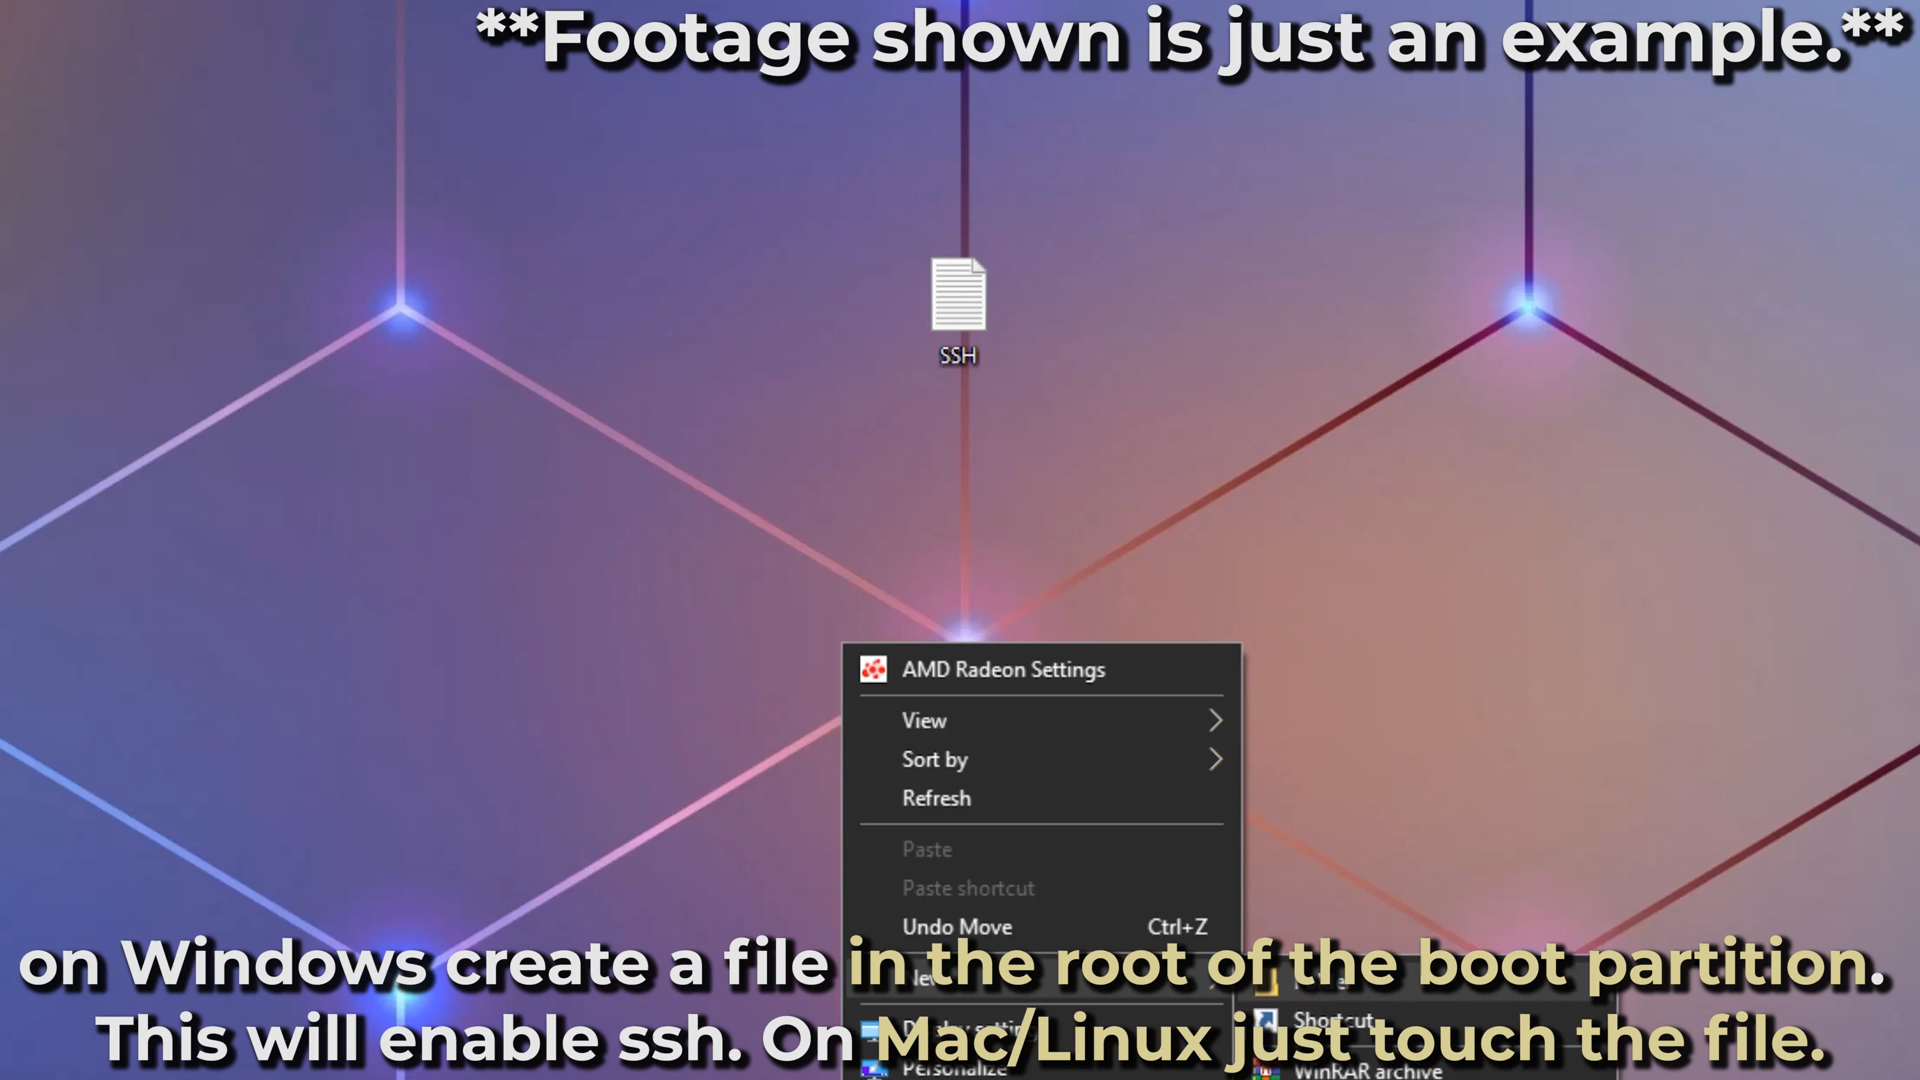 **Footage shown is just an example.**
SSH
AMD Radeon Settings
View
Sort by
Refresh
Paste
Paste shortcut
Undo Move Ctrl+Z
on Windows create a file in the root of the boot partition.
Shortcut
This will enable ssh. On Mac/Linux just touch the file.
Personalize
WinRAR archive